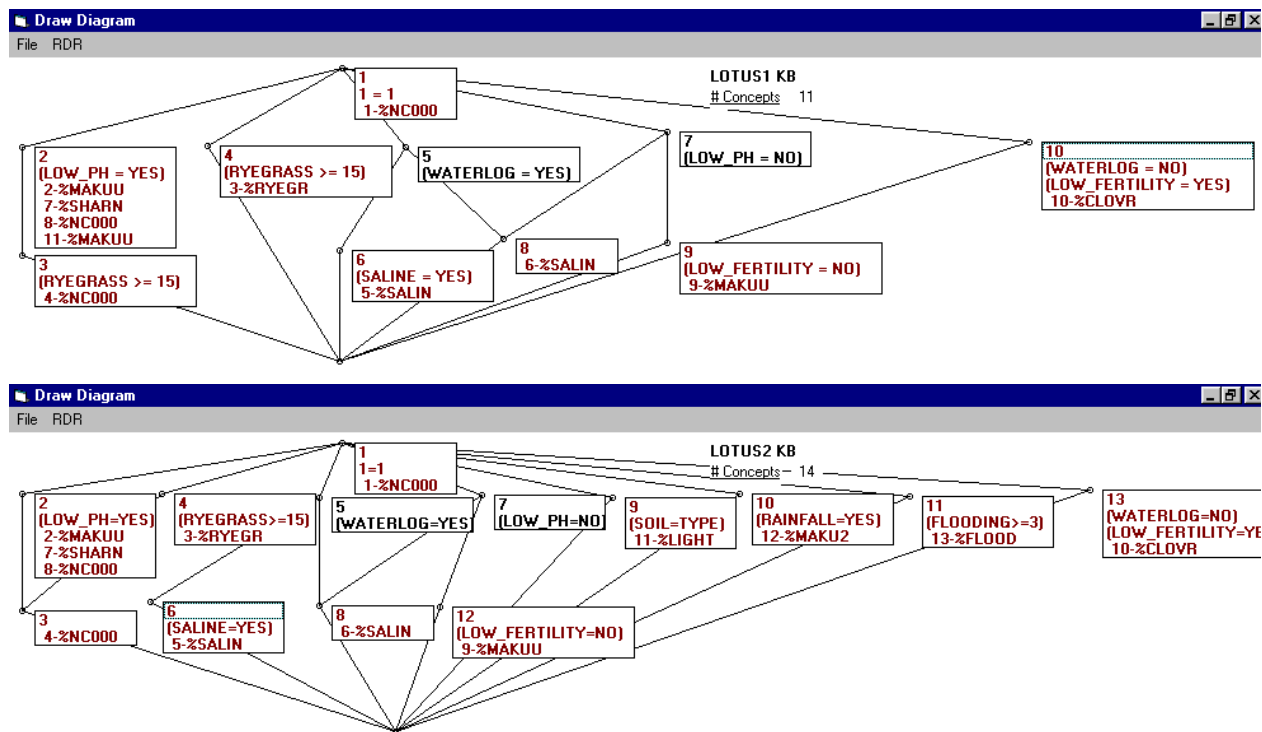 Draw Diagram
File RDR
LOTUS1 KB
# Concepts 11
1
1 = 1
1-%NC000
2
(LOW_PH = YES)
2-%MAKUU
7-%SHARN
8-%NC000
11-%MAKUU
4
(RYEGRASS >= 15)
3-%RYEGR
5
(WATERLOG = YES)
7
(LOW_PH = NO)
10
(WATERLOG = NO)
(LOW_FERTILITY = YES)
10-%CLOVR
3
(RYEGRASS >= 15)
4-%NC000
6
(SALINE = YES)
5-%SALIN
8
6-%SALIN
9
(LOW_FERTILITY = NO)
9-%MAKUU
Draw Diagram
File RDR
LOTUS2 KB
# Concepts 14
1
1=1
1-%NC000
2
(LOW_PH=YES)
2-%MAKUU
7-%SHARN
8-%NC000
4
(RYEGRASS>=15)
3-%RYEGR
5
(WATERLOG=YES)
7
(LOW_PH=NO)
9
(SOIL=TYPE)
11-%LIGHT
10
(RAINFALL=YES)
12-%MAKU2
11
(FLOODING>=3)
13-%FLOOD
13
(WATERLOG=NO)
(LOW_FERTILITY=YE
10-%CLOVR
3
4-%NC000
6
(SALINE=YES)
5-%SALIN
8
6-%SALIN
12
(LOW_FERTILITY=NO)
9-%MAKUU